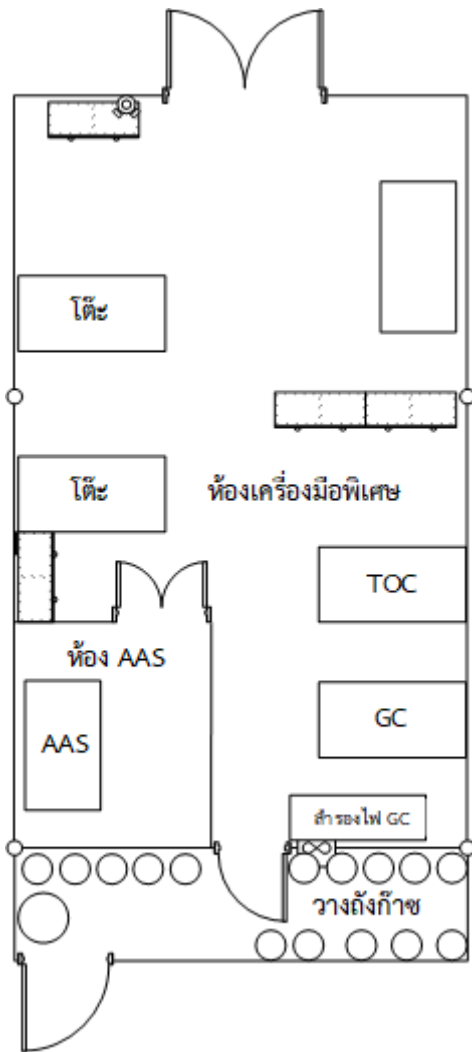 โต๊ะ
โต๊ะ
ห้องเครื่องมือพิเศษ
TOC
ห้อง AAS
AAS
GC
สำรองไฟ GC
วางถังก๊าซ